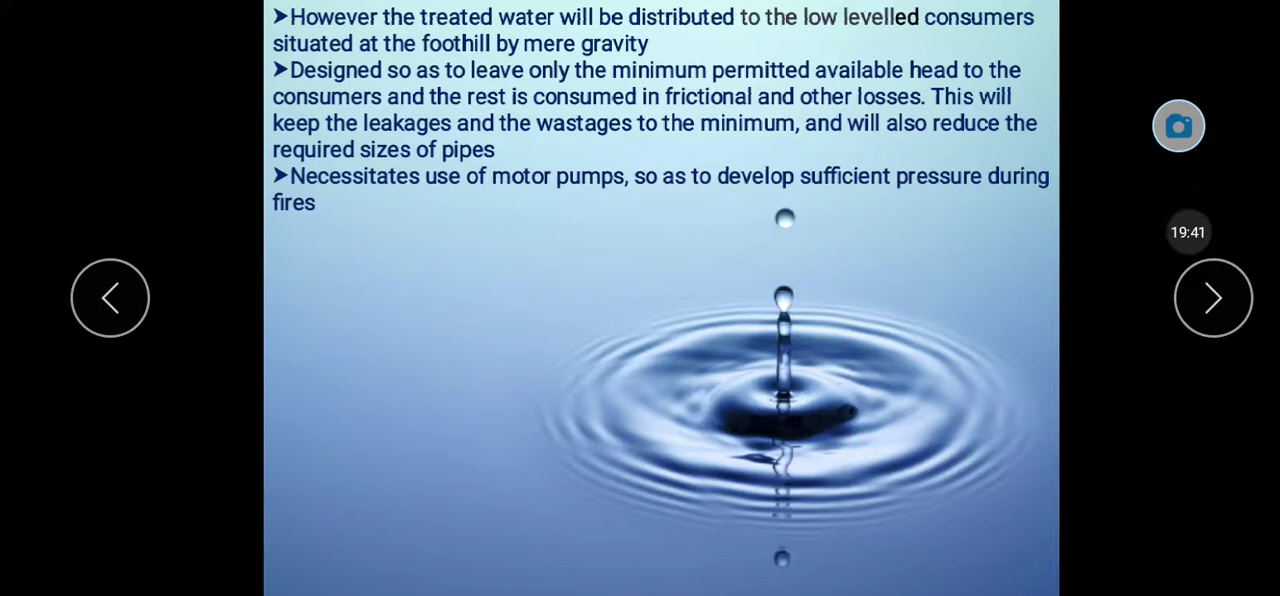 ➤However the treated water will be distributed to the low levelled consumers
situated at the foothill by mere gravity
➤Designed so as to leave only the minimum permitted available head to the
consumers and the rest is consumed in frictional and other losses. This will
keep the leakages and the wastages to the minimum, and will also reduce the
required sizes of pipes
➤Necessitates use of motor pumps, so as to develop sufficient pressure during
fires
19:41